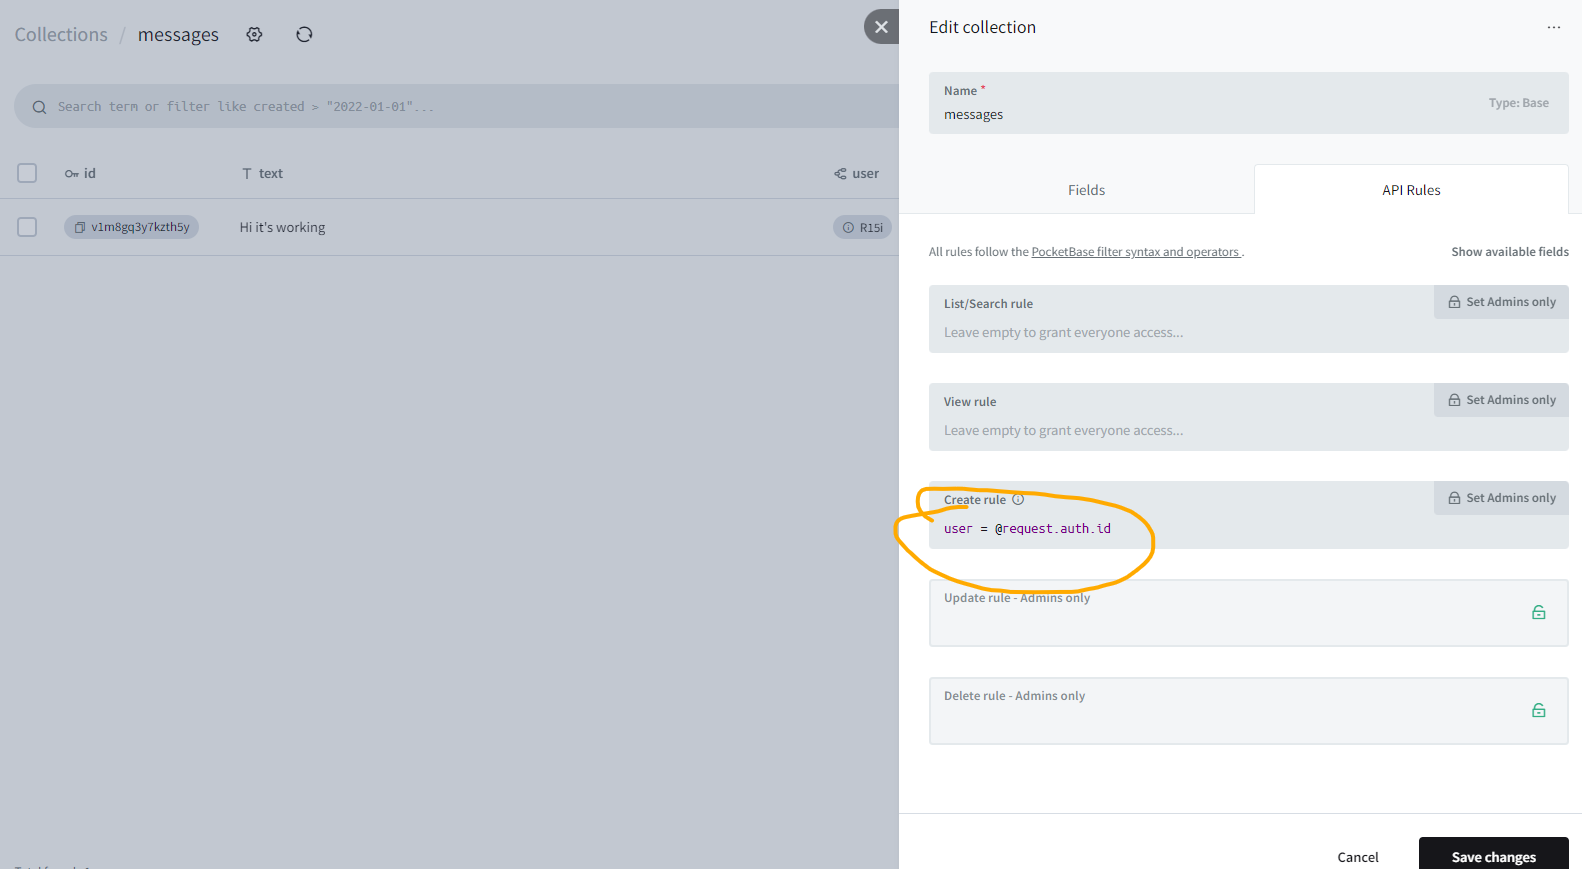 Collections / messages
Search term or filter like created > "2022-01-01"...
id text user
v1m8gq3y7kzth5y Hi it's working R15i
Edit collection
Name *
messages
Type: Base
Fields API Rules
All rules follow the PocketBase filter syntax and operators .
Show available fields
List/Search rule
Set Admins only
Leave empty to grant everyone access...
View rule
Set Admins only
Leave empty to grant everyone access...
Create rule
Set Admins only
user = @request.auth.id
Update rule - Admins only
Delete rule - Admins only
Cancel Save changes